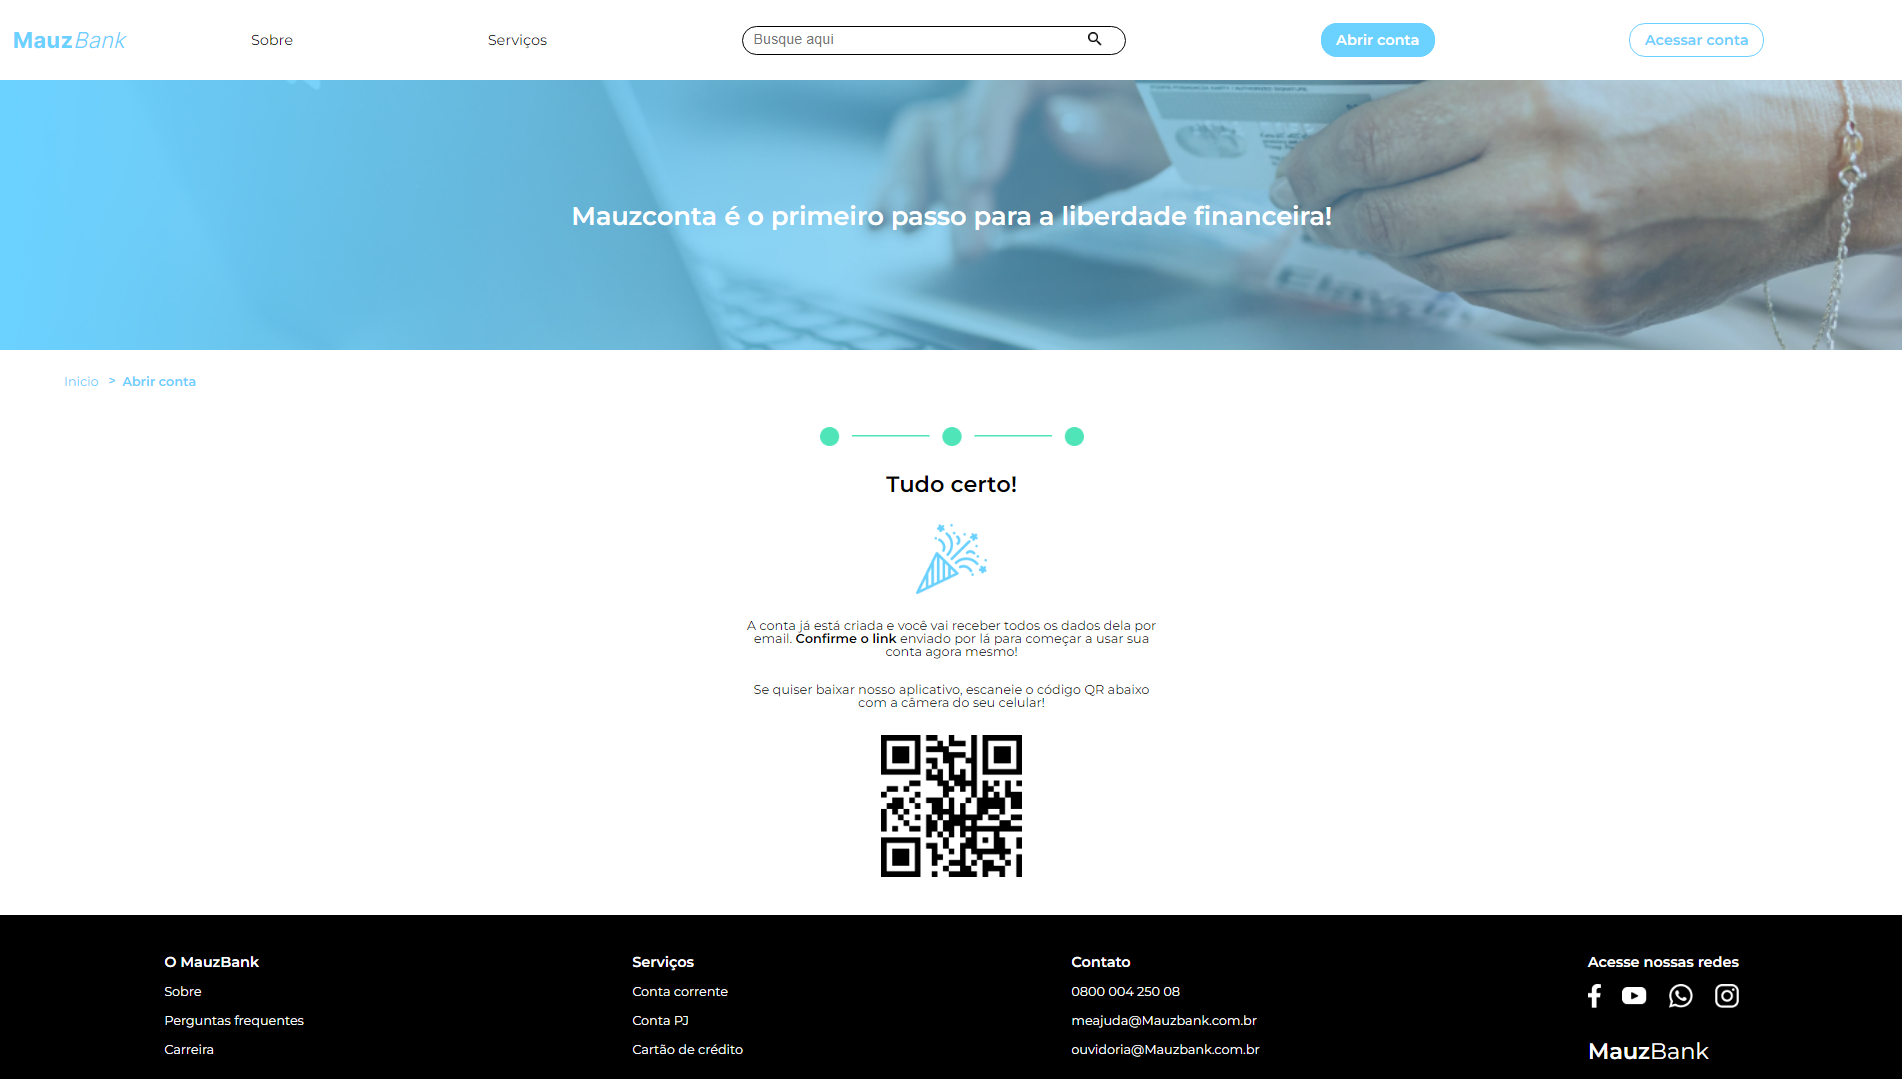 MauzBank
Sobre
Serviços
Busque aqui
Abrir conta
Acessar conta
Mauzconta é o primeiro passo para a liberdade financeira!
Inicio > Abrir conta
Tudo certo!
A conta já está criada e você vai receber todos os dados dela por
email. Confirme o link enviado por lá para começar a usar sua
conta agora mesmo!
Se quiser baixar nosso aplicativo, escaneie o código QR abaixo
com a câmera do seu celular!
O MauzBank
Sobre
Perguntas frequentes
Carreira
Serviços
Conta corrente
Conta PJ
Cartão de crédito
Contato
0800 004 250 08
meajuda@Mauzbank.com.br
ouvidoria@Mauzbank.com.br
Acesse nossas redes
MauzBank